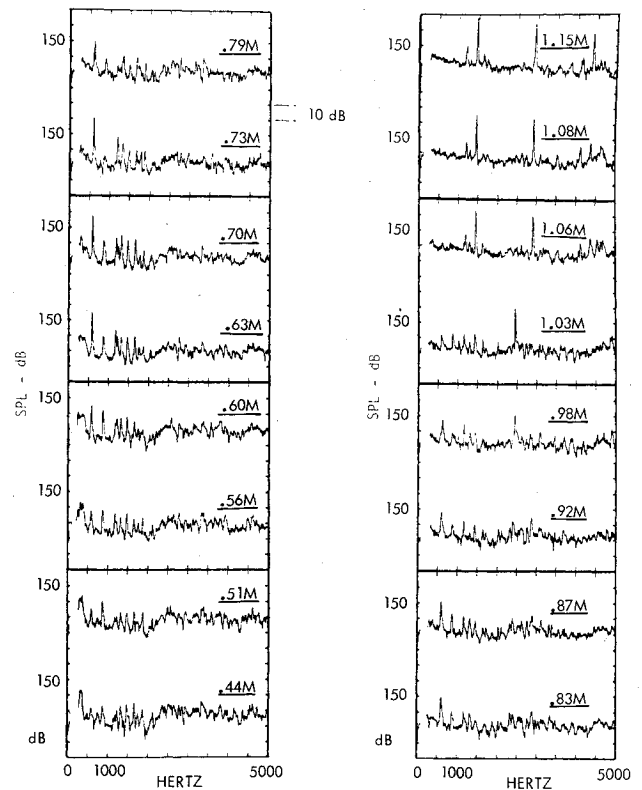 150
.79M
150
.73M
10 dB
150
.70M
150
.63M
SPL - dB
150
.60M
150
.56M
150
.51M
150
.44M
dB
0 1000 5000
HERTZ
150
1.15M
150
1.08M
150
1.06M
150
1.03M
SPL - dB
150
.98M
150
.92M
150
.87M
150
.83M
dB
0 1000 5000
HERTZ